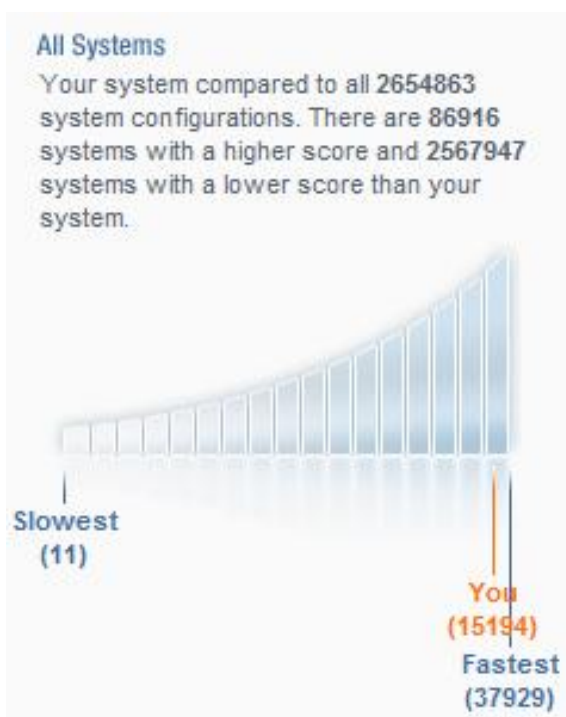 All Systems
Your system compared to all 2654863
system configurations. There are 86916
systems with a higher score and 2567947
systems with a lower score than your
system.
Slowest
(11)
You
(15194)
Fastest
(37929)